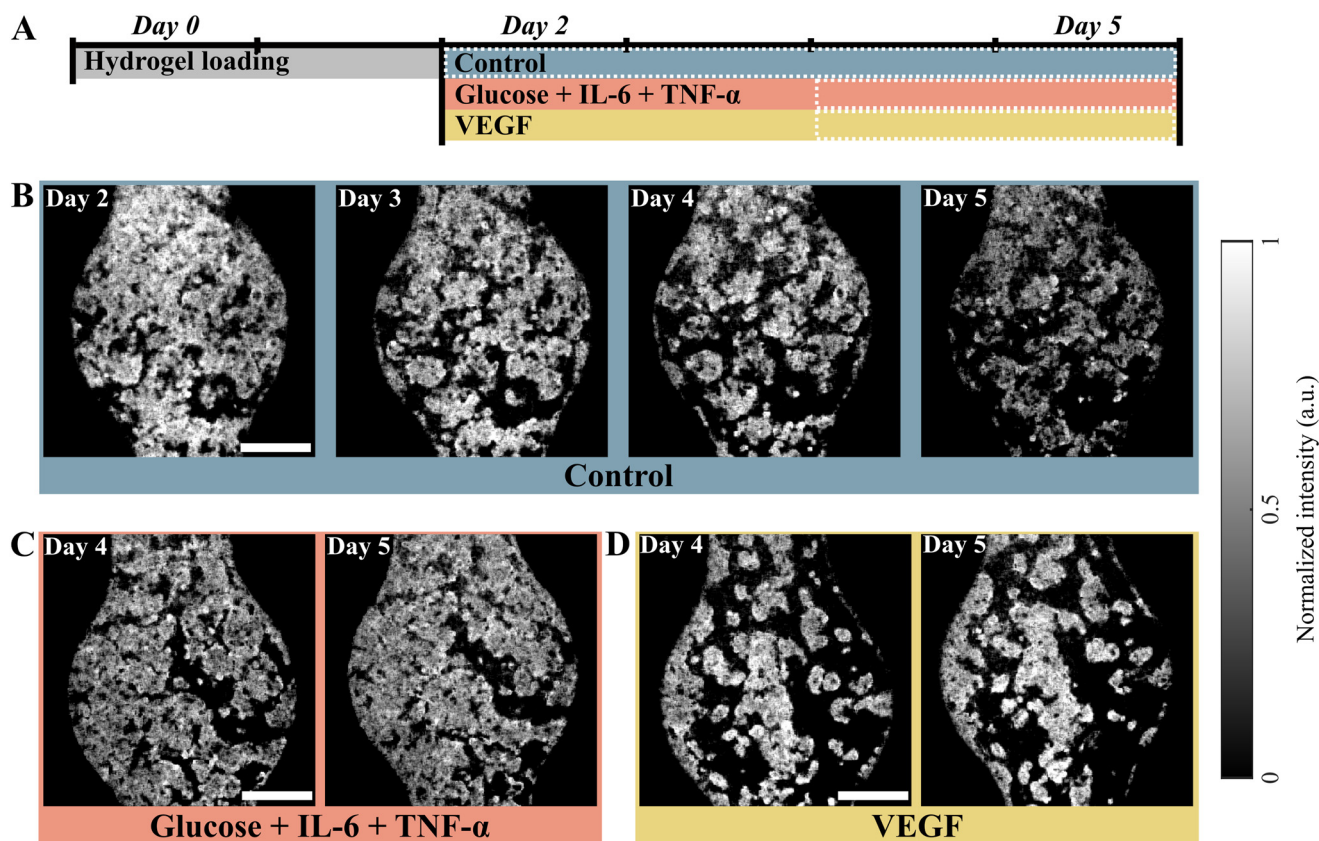 A
Day 0
Day 2
Day 5
Hydrogel loading
Control
Glucose + IL-6 + TNF-α
VEGF
B
Day 2
Day 3
Day 4
Day 5
Control
1
0.5
0
Normalized intensity (a.u.)
C
Day 4
Day 5
Glucose + IL-6 + TNF-α
D
Day 4
Day 5
VEGF